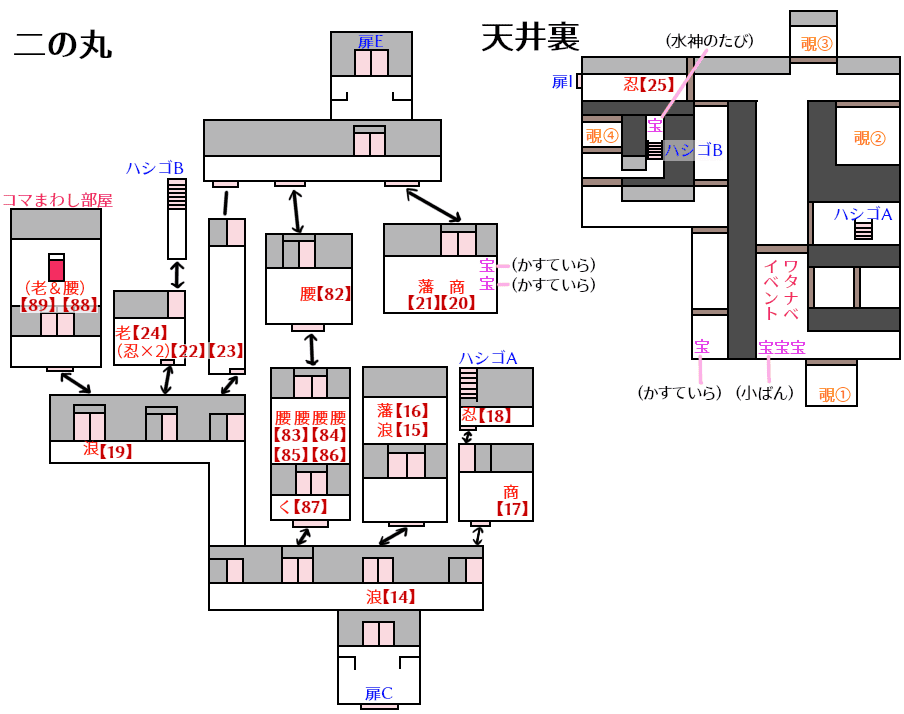 二の丸
扉E
ハシゴB
コマまわし部屋
(老＆腰)
【89】【88】
老【24】
(忍×2)【22】【23】
浪【19】
腰【82】
藩 商
【21】【20】
宝(かすていら)
宝(かすていら)
腰腰腰腰
【83】【84】
【85】【86】
く【87】
藩【16】
浪【15】
ハシゴA
忍【18】
商
【17】
浪【14】
扉C
天井裏
(水神のたび)
覗③
扉I
忍【25】
宝
覗④
ハシゴB
覗②
ハシゴA
ワタナベ
イベント
宝
宝宝宝
(かすていら)
(小ばん)
覗①